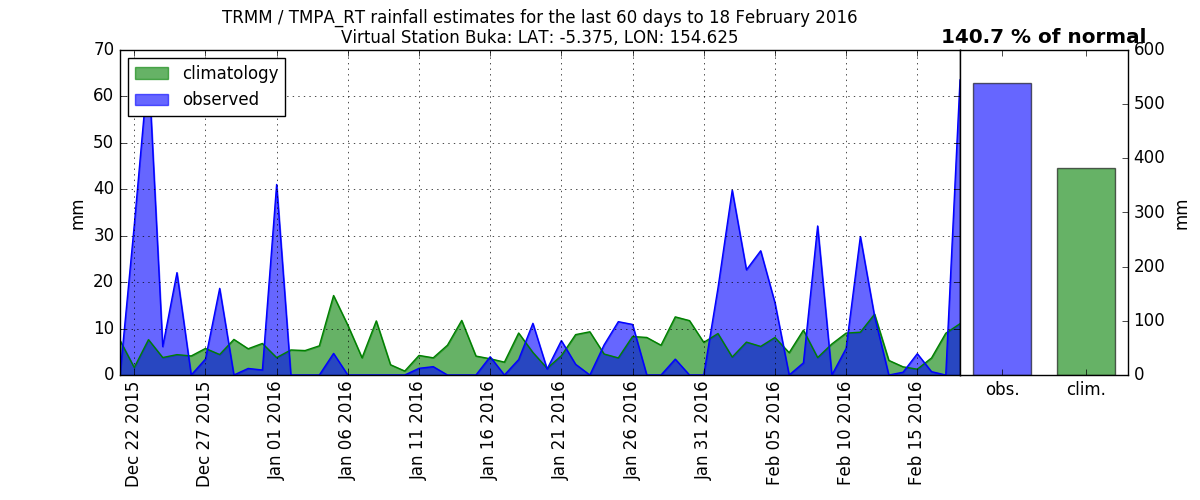 TRMM / TMPA_RT rainfall estimates for the last 60 days to 18 February 2016
Virtual Station Buka: LAT: -5.375, LON: 154.625
140.7 % of normal
climatology
observed
70
60
50
40
30
20
10
0
mm
Dec 22 2015
Dec 27 2015
Jan 01 2016
Jan 06 2016
Jan 11 2016
Jan 16 2016
Jan 21 2016
Jan 26 2016
Jan 31 2016
Feb 05 2016
Feb 10 2016
Feb 15 2016
obs.
clim.
600
500
400
300
200
100
0
mm